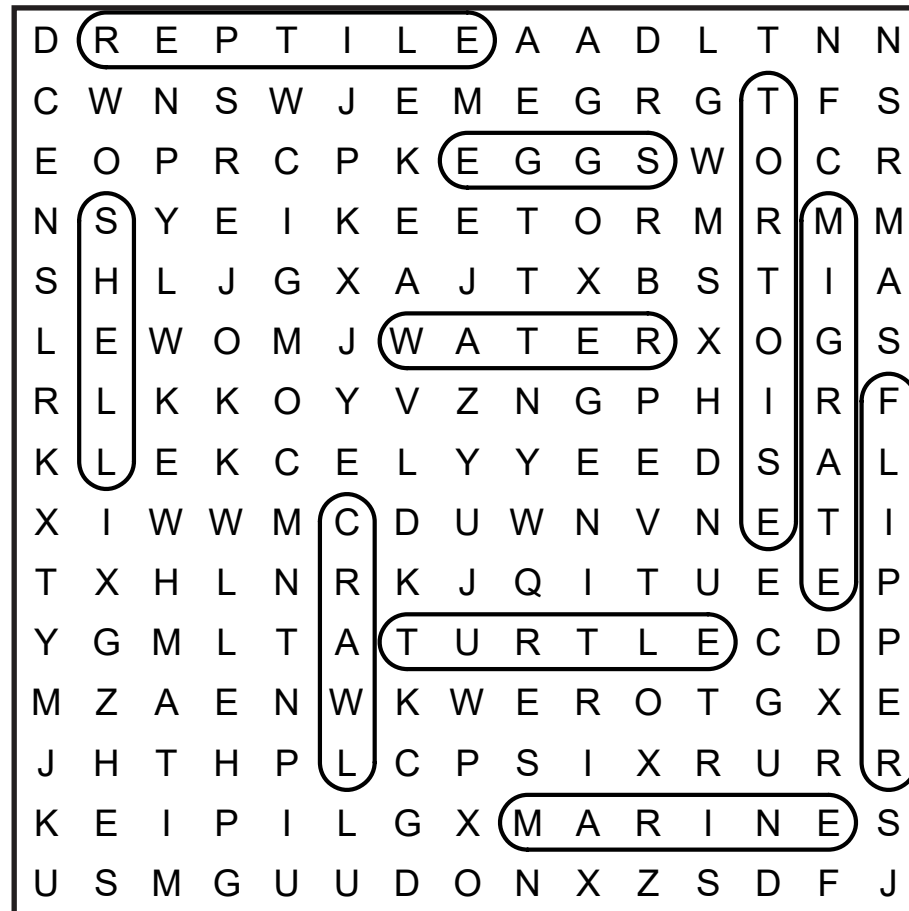 D R E P T I L E A A D L T N N
C W N S W J E M E G R G T F S
E O P R C P K E G G S W O C R
N S Y E I K E E T O R M R M M
S H L J G X A J T X B S T I A
L E W O M J W A T E R X O G S
R L K K O Y V Z N G P H I R F
K L E K C E L Y Y E E D S A L
X I W W M C D U W N V N E T I
T X H L N R K J Q I T U E E P
Y G M L T A T U R T L E C D P
M Z A E N W K W E R O T G X E
J H T H P L C P S I X R U R R
K E I P I L G X M A R I N E S
U S M G U U D O N X Z S D F J